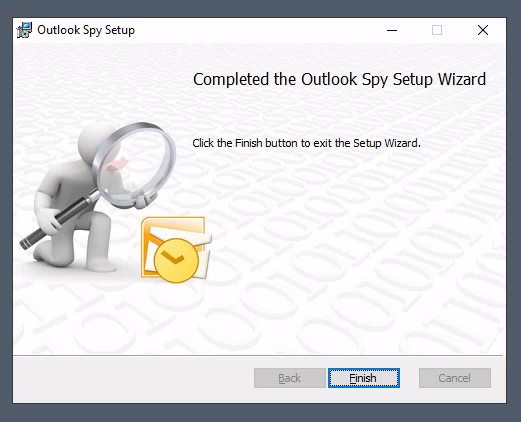 Outlook Spy Setup
Completed the Outlook Spy Setup Wizard
Click the Finish button to exit the Setup Wizard.
Back
Finish
Cancel